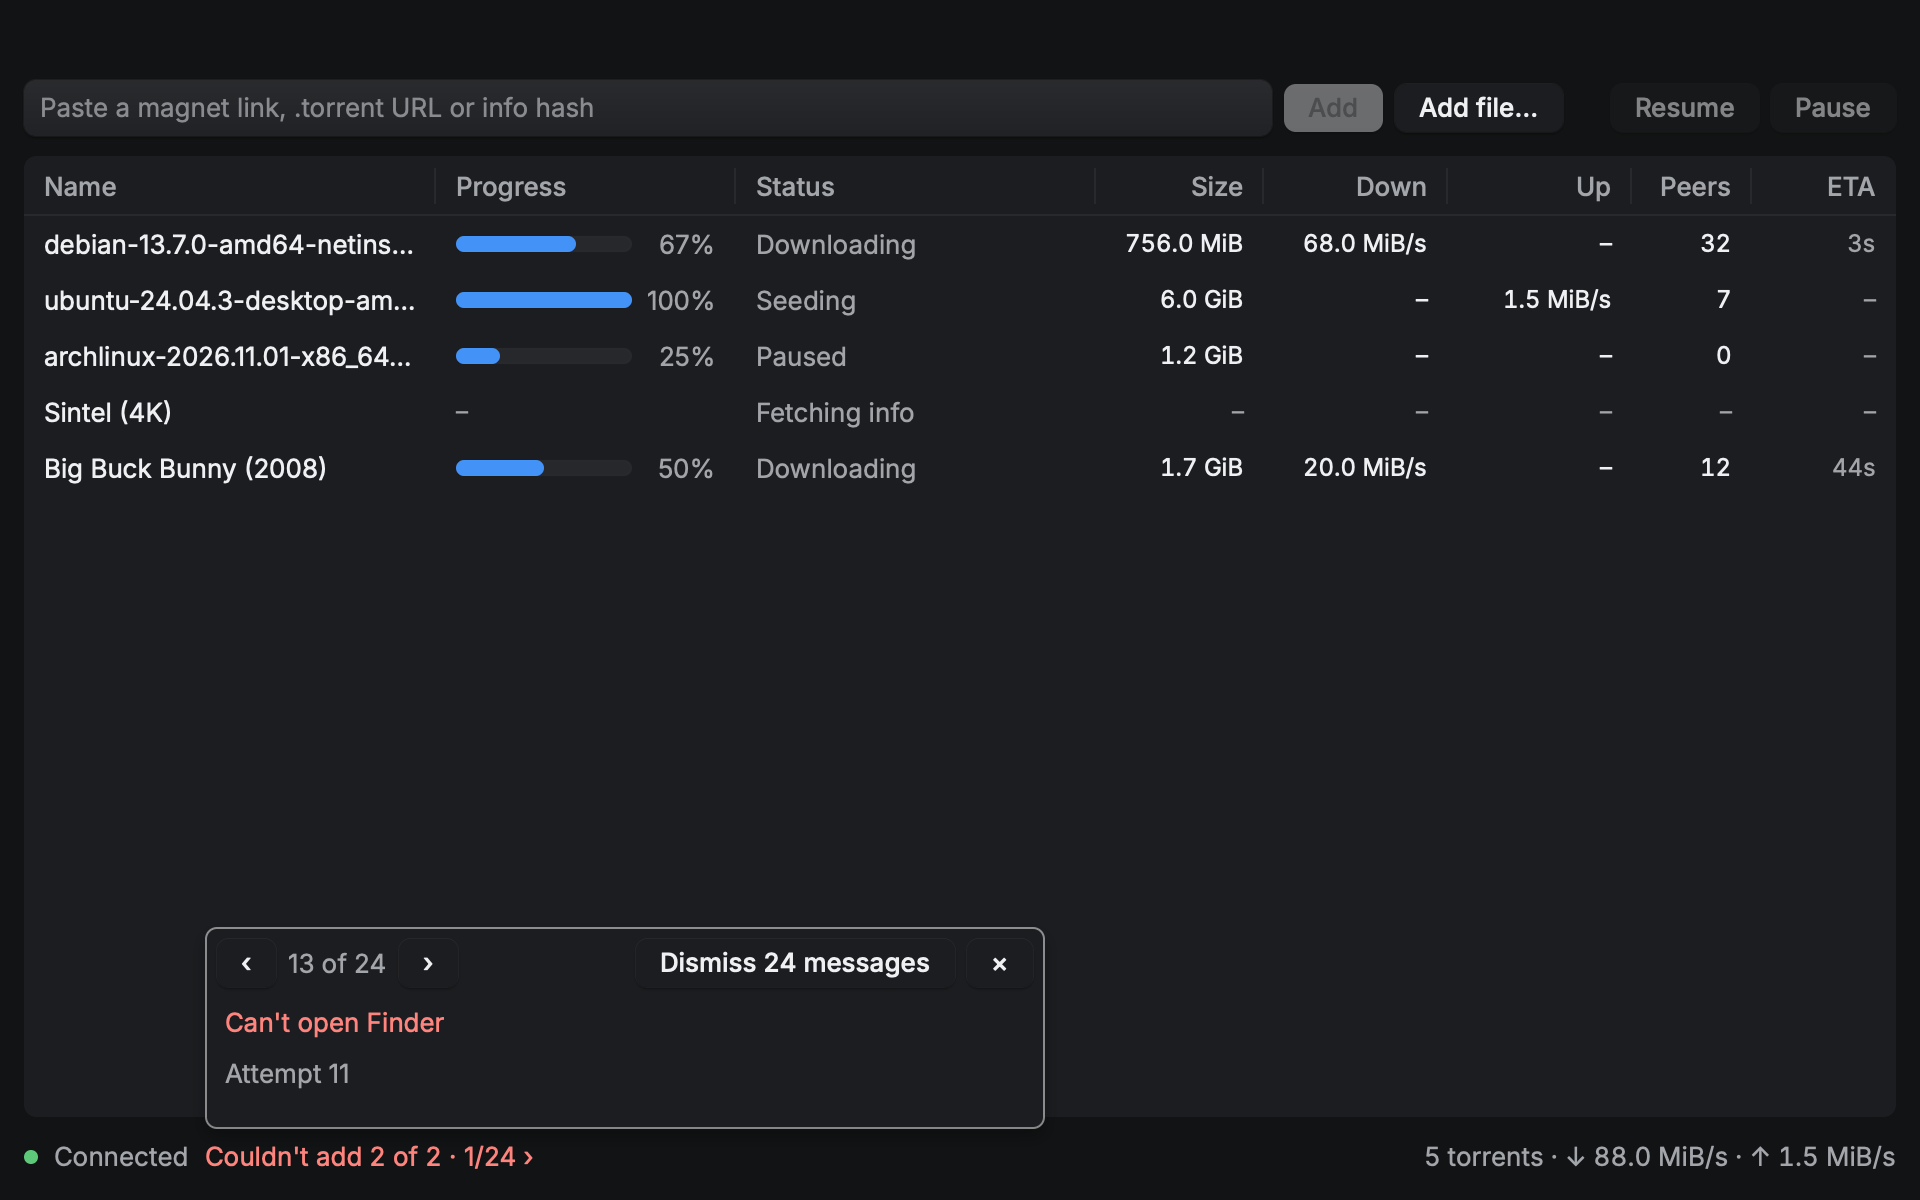 Paste a magnet link, .torrent URL or info hash Add Add file... Resume Pause
Name Progress Status Size Down Up Peers ETA
debian-13.7.0-amd64-netins... 67% Downloading 756.0 MiB 68.0 MiB/s – 32 3s
ubuntu-24.04.3-desktop-am... 100% Seeding 6.0 GiB – 1.5 MiB/s 7 –
archlinux-2026.11.01-x86_64... 25% Paused 1.2 GiB – – 0 –
Sintel (4K) – Fetching info – – – – –
Big Buck Bunny (2008) 50% Downloading 1.7 GiB 20.0 MiB/s – 12 44s
‹ 13 of 24 › Dismiss 24 messages ×
Can't open Finder
Attempt 11
Connected Couldn't add 2 of 2 · 1/24 › 5 torrents · ↓ 88.0 MiB/s · ↑ 1.5 MiB/s